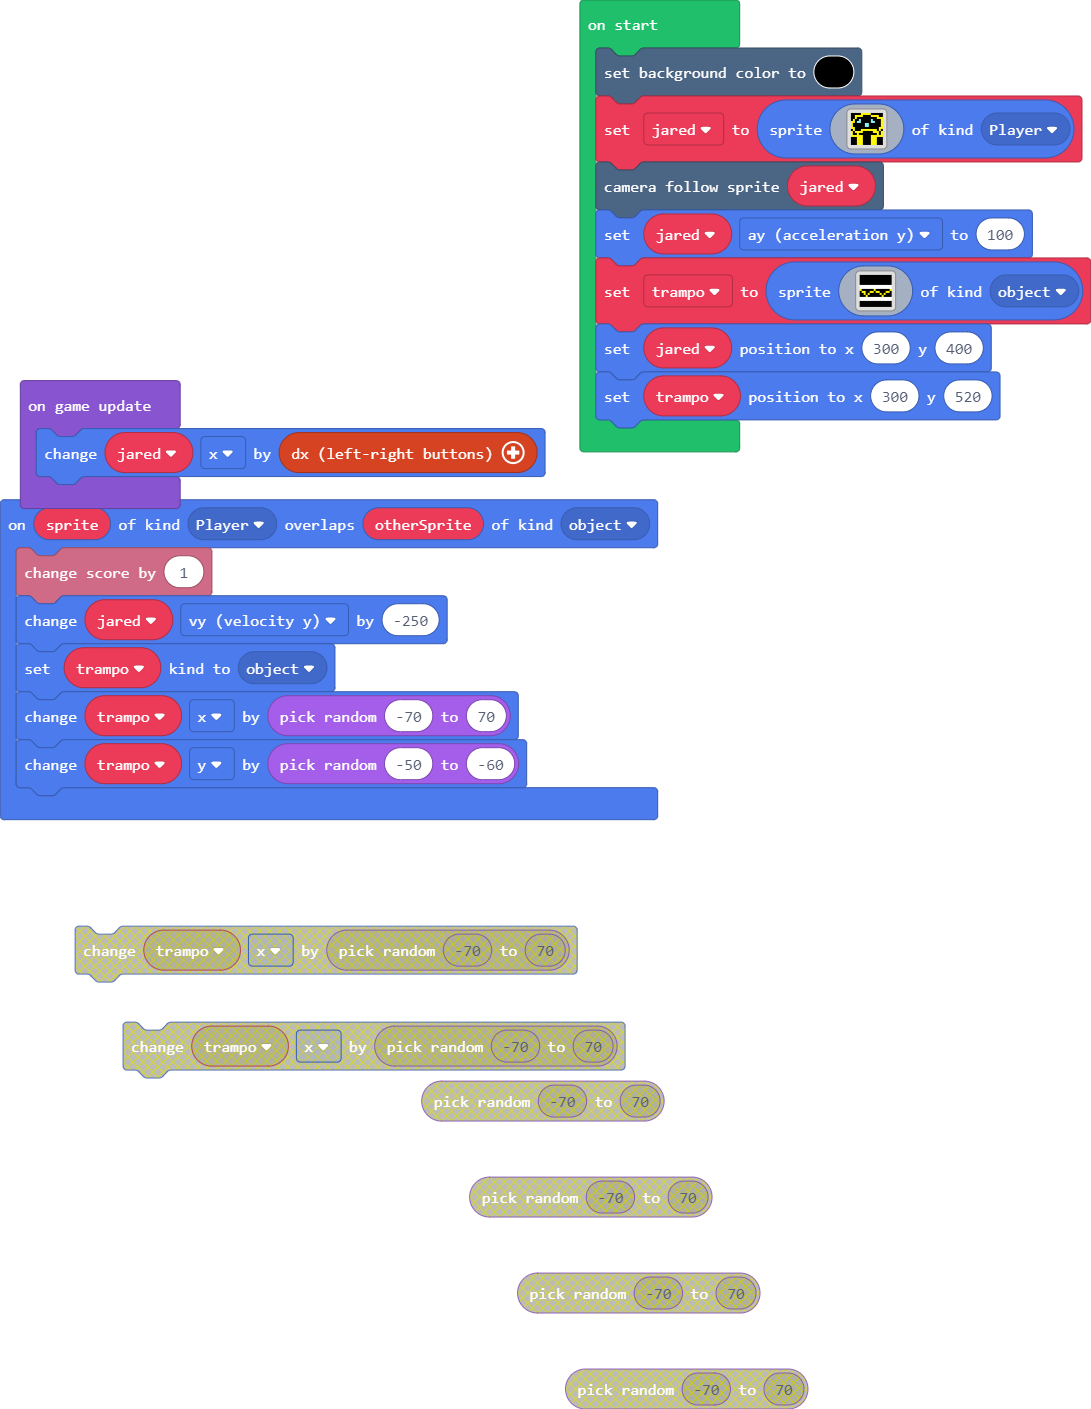 on start
set background color to
set jared to sprite of kind Player
camera follow sprite jared
set jared ay (acceleration y) to 100
set trampo to sprite of kind object
set jared position to x 300 y 400
set trampo position to x 300 y 520
on game update
change jared x by dx (left-right buttons)
on sprite of kind Player overlaps otherSprite of kind object
change score by 1
change jared vy (velocity y) by -250
set trampo kind to object
change trampo x by pick random -70 to 70
change trampo y by pick random -50 to -60
change trampo x by pick random -70 to 70
change trampo x by pick random -70 to 70
pick random -70 to 70
pick random -70 to 70
pick random -70 to 70
pick random -70 to 70